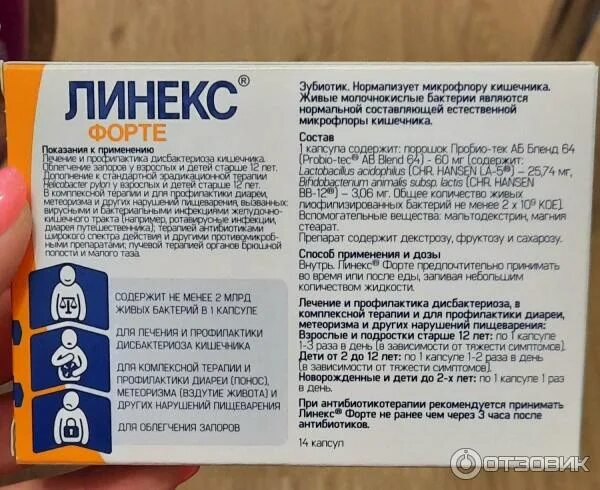 ЛИНЕКС®
ФОРТЕ
Показания к применению
Лечение и профилактика дисбактериоза кишечника.
Облегчение запоров у взрослых и детей старше 12 лет.
Дополнение к стандартной эрадикационной терапии
Helicobacter pylori у взрослых и детей старше 12 лет.
В комплексной терапии и для профилактики диареи,
метеоризма и других нарушений пищеварения, вызванных:
вирусными и бактериальными инфекциями желудочно-
кишечного тракта (например, ротавирусные инфекции,
диарея путешественника); терапией антибиотиками
широкого спектра действия и другими противомикроб-
ными препаратами; лучевой терапией органов брюшной
полости и малого таза.
СОДЕРЖИТ НЕ МЕНЕЕ 2 МЛРД
ЖИВЫХ БАКТЕРИЙ В 1 КАПСУЛЕ
ДЛЯ ЛЕЧЕНИЯ И ПРОФИЛАКТИКИ
ДИСБАКТЕРИОЗА КИШЕЧНИКА
ДЛЯ КОМПЛЕКСНОЙ ТЕРАПИИ И
ПРОФИЛАКТИКИ ДИАРЕИ (ПОНОС),
МЕТЕОРИЗМА (ВЗДУТИЕ ЖИВОТА) И
ДРУГИХ НАРУШЕНИЙ ПИЩЕВАРЕНИЯ
ДЛЯ ОБЛЕГЧЕНИЯ ЗАПОРОВ
Эубиотик. Нормализует микрофлору кишечника.
Живые молочнокислые бактерии являются
нормальной составляющей естественной
микрофлоры кишечника.
Состав
1 капсула содержит: порошок ПроБио-тек АБ Бленд 64
(Probio-tec® AB Blend 64) - 60 мг (содержит:
Lactobacillus acidophilus (CHR. HANSEN LA-5®) – 25,74 мг,
Bifidobacterium animalis subsp. lactis (CHR. HANSEN
BB-12®) – 3,06 мг. Общее количество живых
лиофилизированных бактерий не менее 2 x 10⁹ КОЕ).
Вспомогательные вещества: мальтодекстрин, магния
стеарат.
Препарат содержит декстрозу, фруктозу и сахарозу.
Способ применения и дозы
Внутрь. Линекс® Форте предпочтительно принимать
во время или после еды, запивая небольшим
количеством жидкости.
Лечение и профилактика дисбактериоза, в
комплексной терапии и для профилактики диареи,
метеоризма и других нарушений пищеварения:
Взрослые и подростки старше 12 лет: по 1 капсуле
1-3 раза в день (в зависимости от тяжести симптомов).
Дети от 2 до 12 лет: по 1 капсуле 1-2 раза в день
(в зависимости от тяжести симптомов).
Новорожденные и дети до 2-х лет: по 1 капсуле 1 раз
в день.
При антибиотикотерапии рекомендуется принимать
Линекс® Форте не ранее чем через 3 часа после
антибиотиков.
14 капсул
ОТЗОВИК